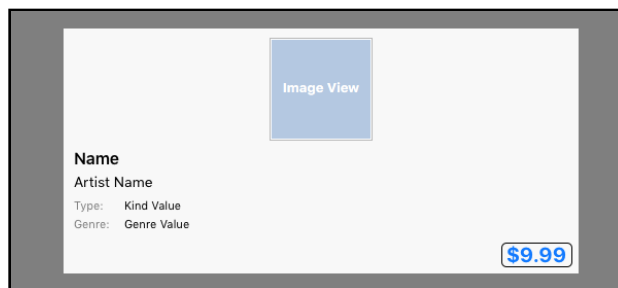 Image View
Name
Artist Name
Type: Kind Value
Genre: Genre Value
$9.99